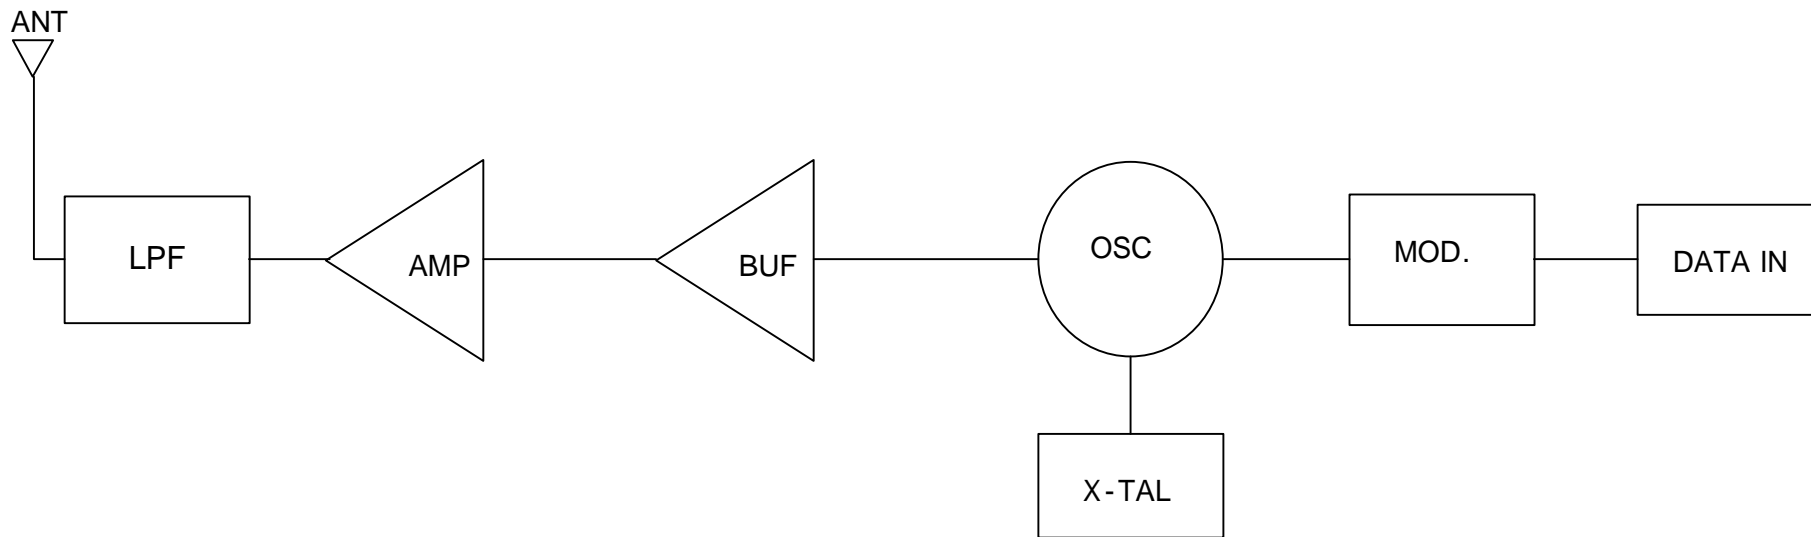 ANT
LPF
AMP
BUF
OSC
MOD.
DATA IN
X-TAL